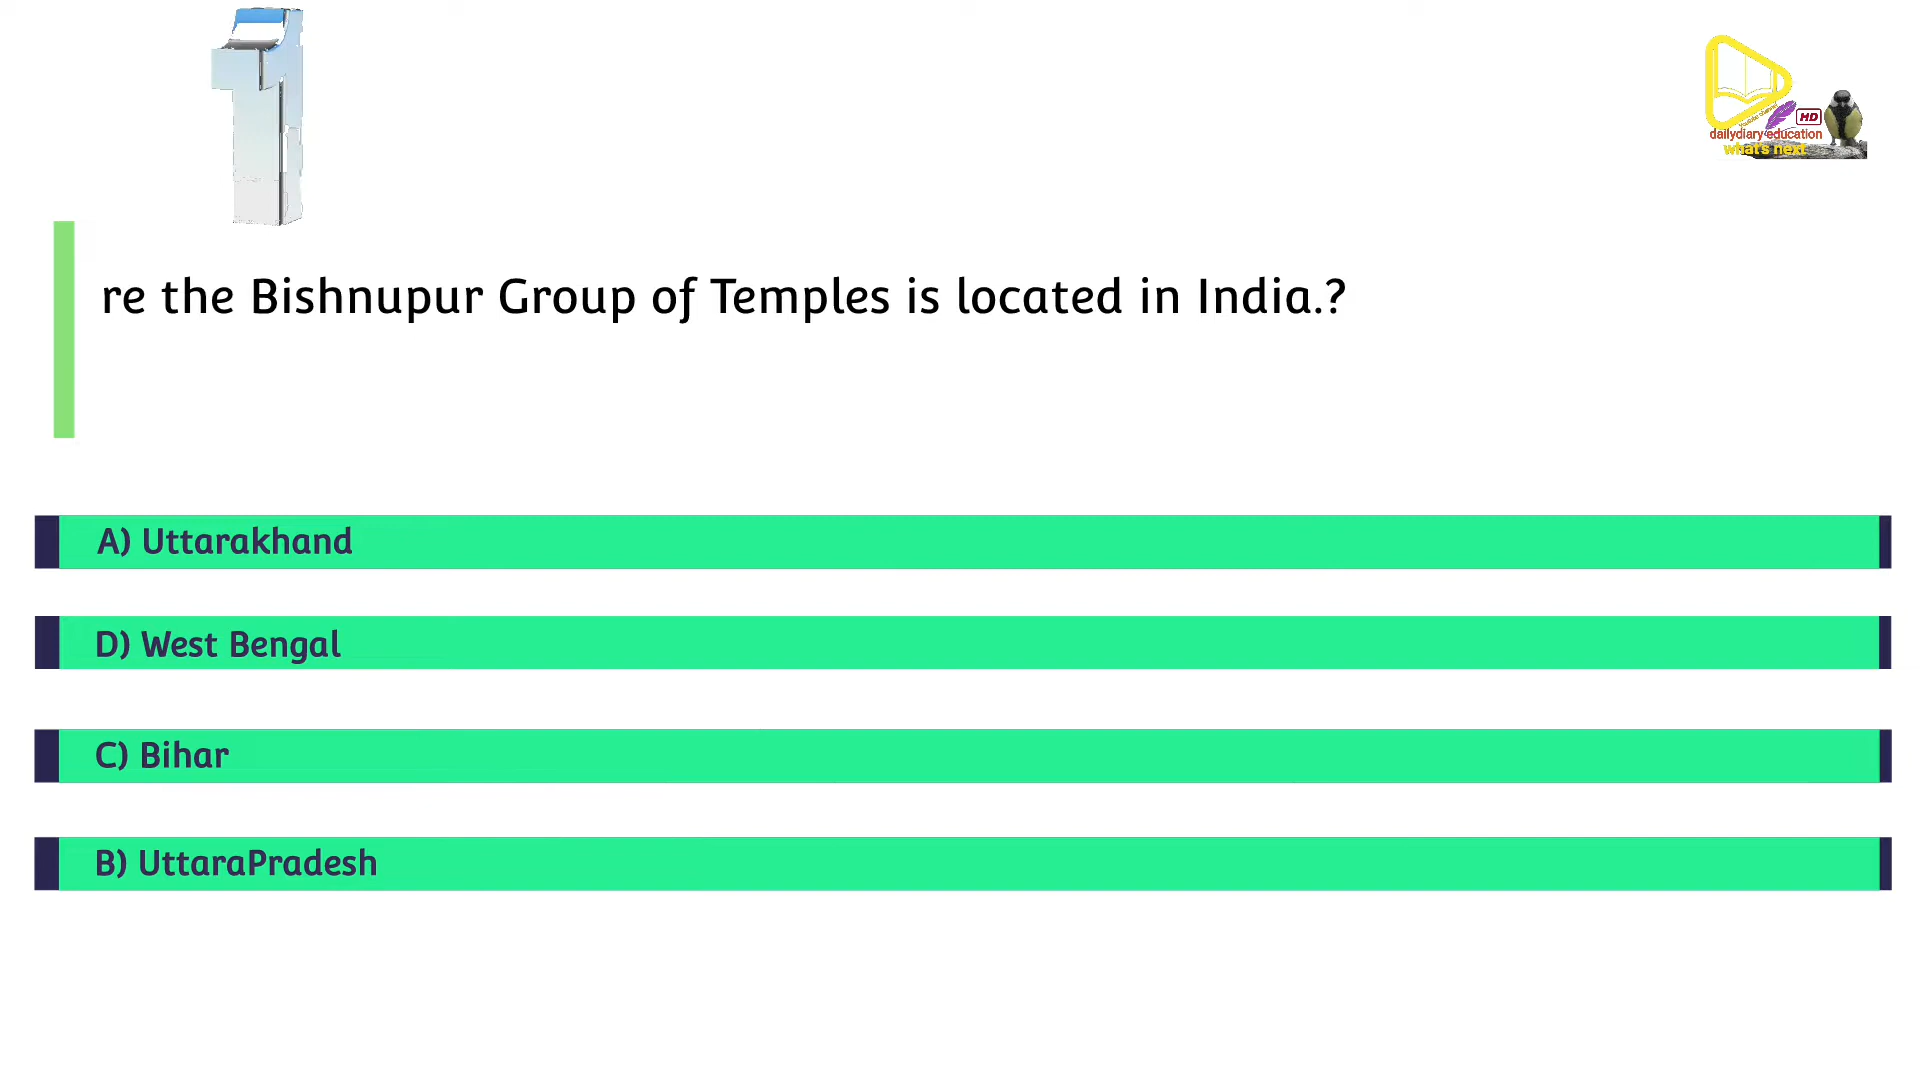 1
HD
dailydiary education
what's next
re the Bishnupur Group of Temples is located in India.?
A) Uttarakhand
D) West Bengal
C) Bihar
B) UttaraPradesh